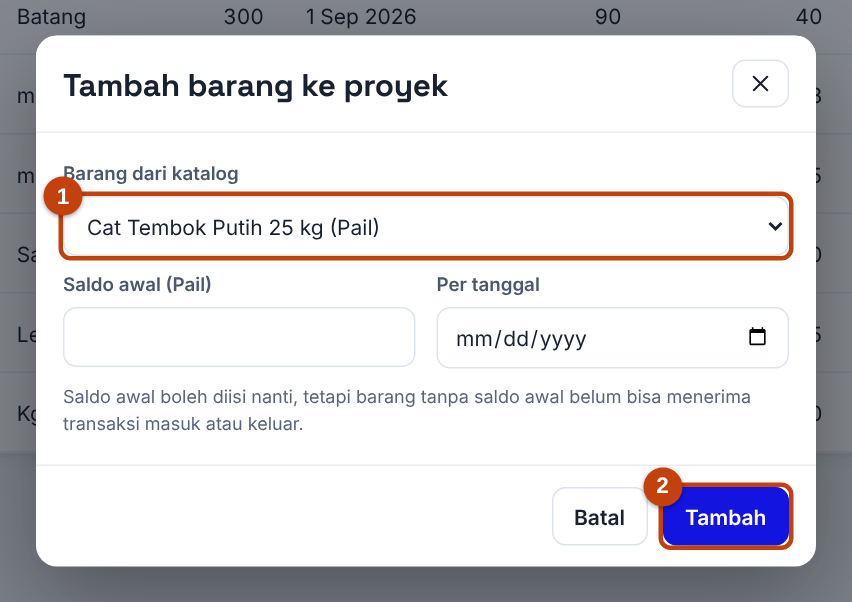 Batang 300 1 Sep 2026 90 40
Tambah barang ke proyek
Barang dari katalog
1
Cat Tembok Putih 25 kg (Pail)
Saldo awal (Pail)
Per tanggal
mm/dd/yyyy
Saldo awal boleh diisi nanti, tetapi barang tanpa saldo awal belum bisa menerima
transaksi masuk atau keluar.
2
Batal
Tambah